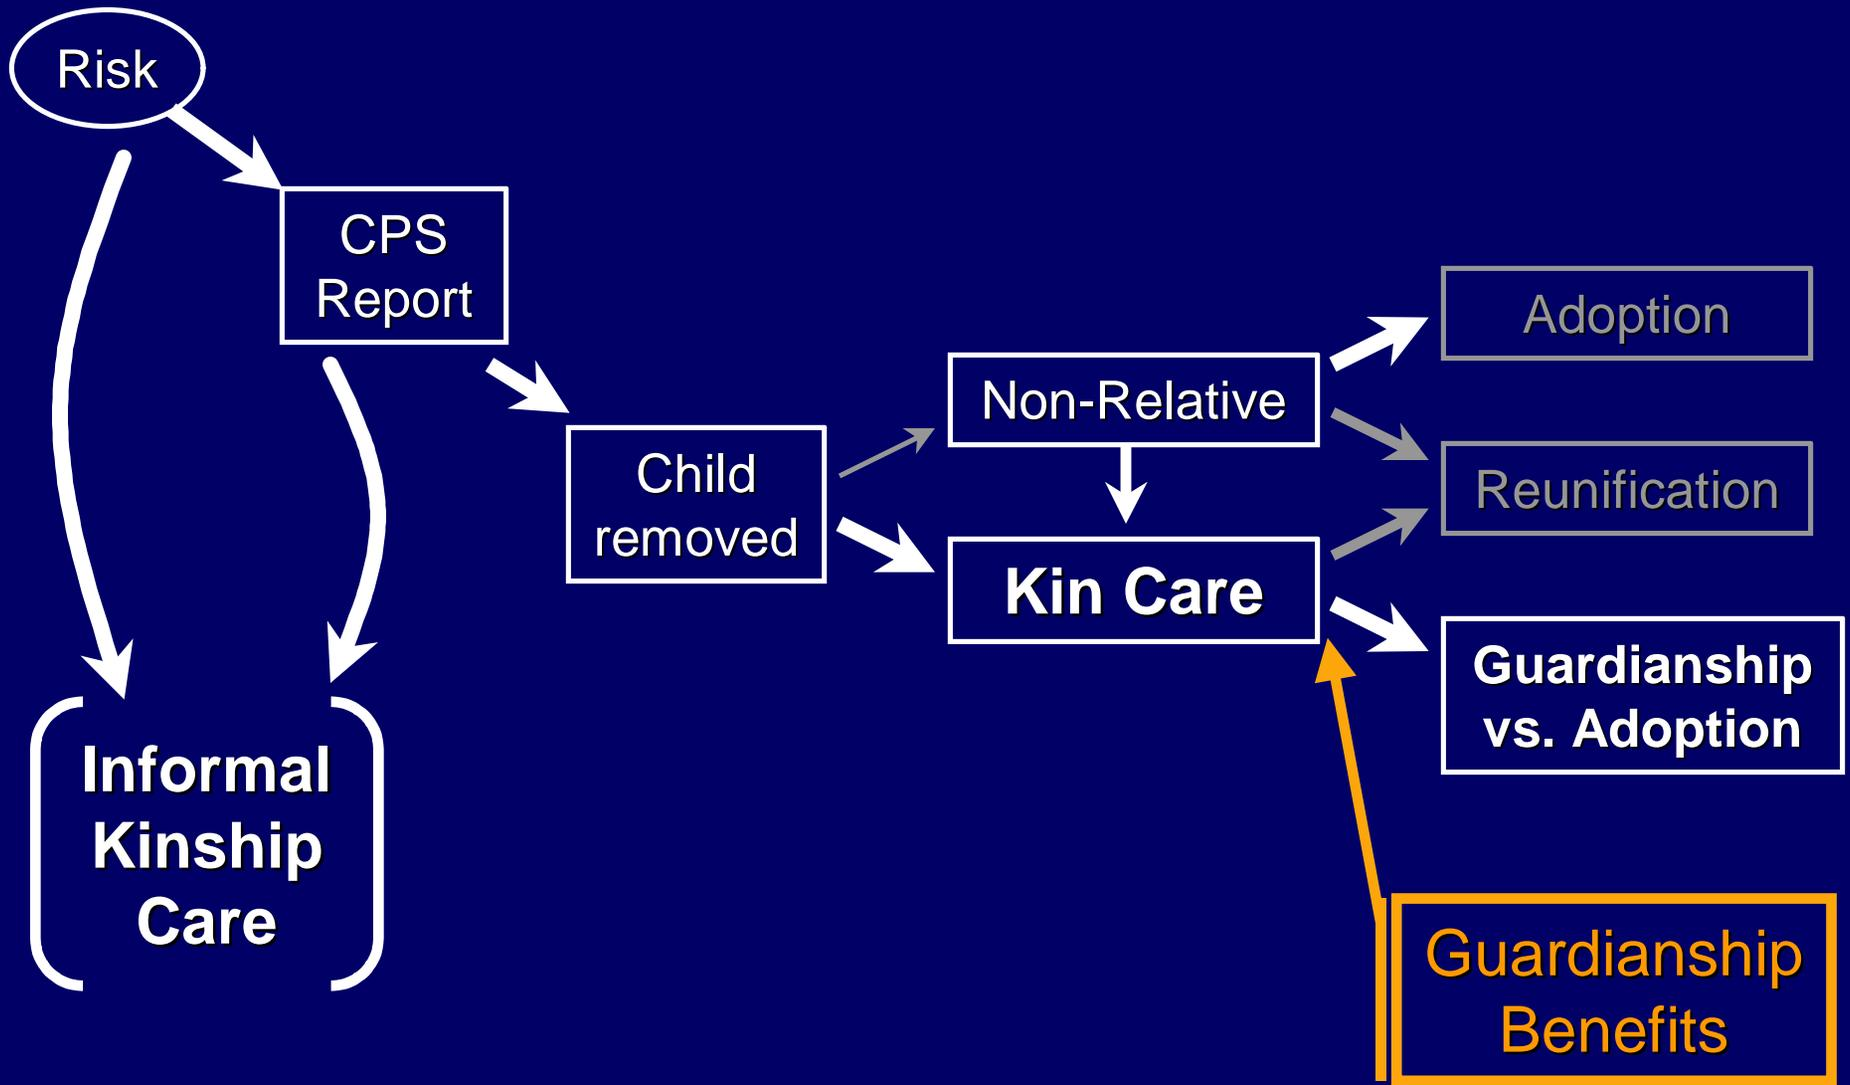 Risk
CPS
Report
Child
removed
Non-Relative
Kin Care
Adoption
Reunification
Guardianship
vs. Adoption
Informal
Kinship
Care
Guardianship
Benefits